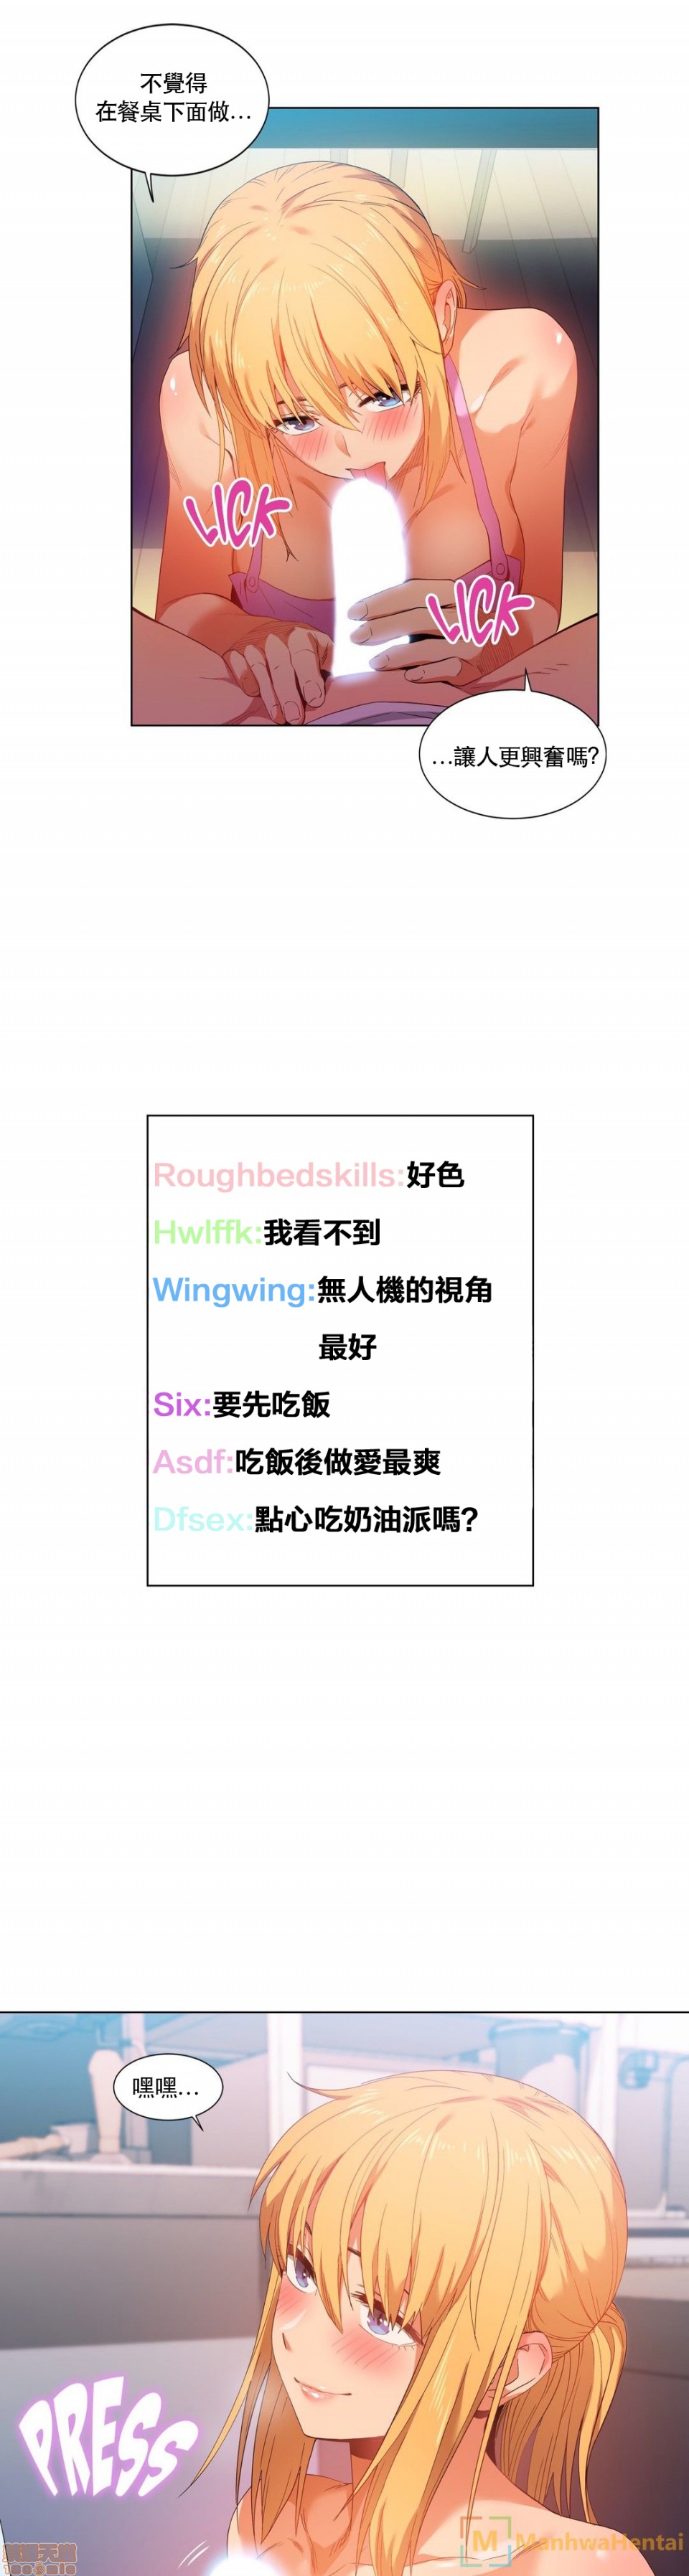 不覺得
在餐桌下面做...
LICK
LICK
...讓人更興奮嗎?
Roughbedskills:好色
Hwlffk:我看不到
Wingwing:無人機的視角
最好
Six:要先吃飯
Asdf:吃飯後做愛最爽
Dfsex:點心吃奶油派嗎?
嘿嘿...
PRESS
M ManhwaHentai